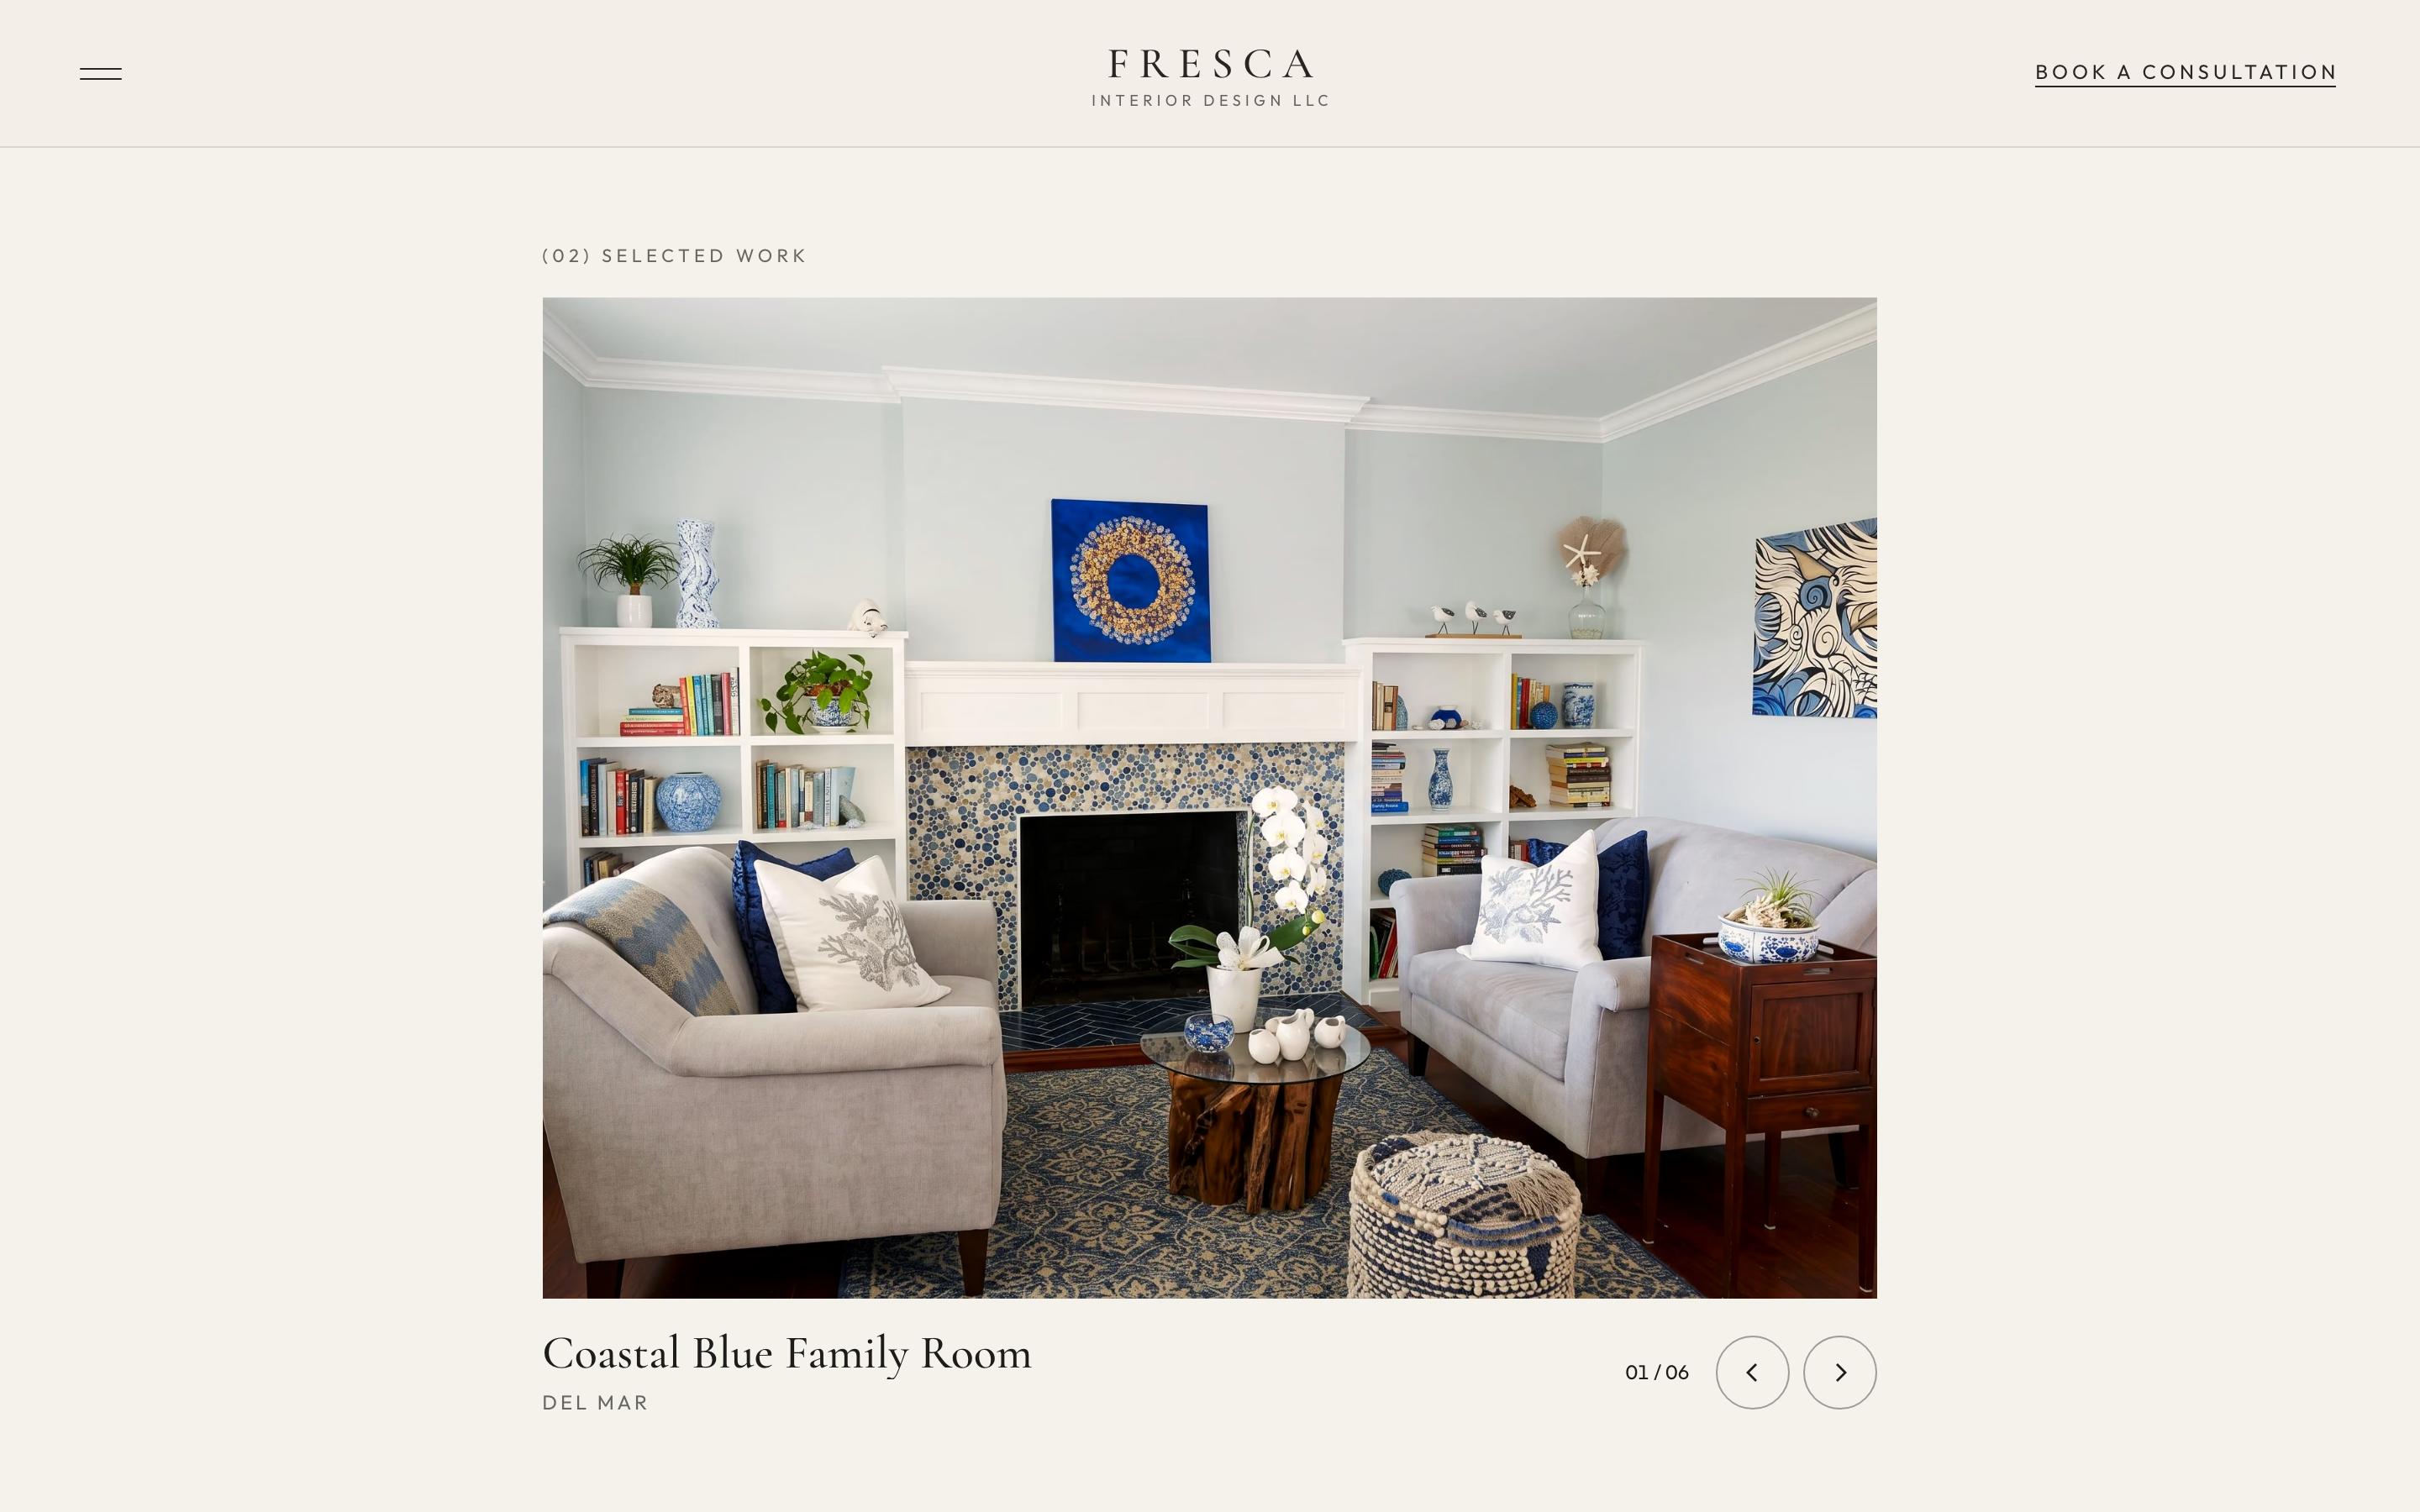 FRESCA
INTERIOR DESIGN LLC
BOOK A CONSULTATION
(02) SELECTED WORK
Coastal Blue Family Room
DEL MAR
01 / 06